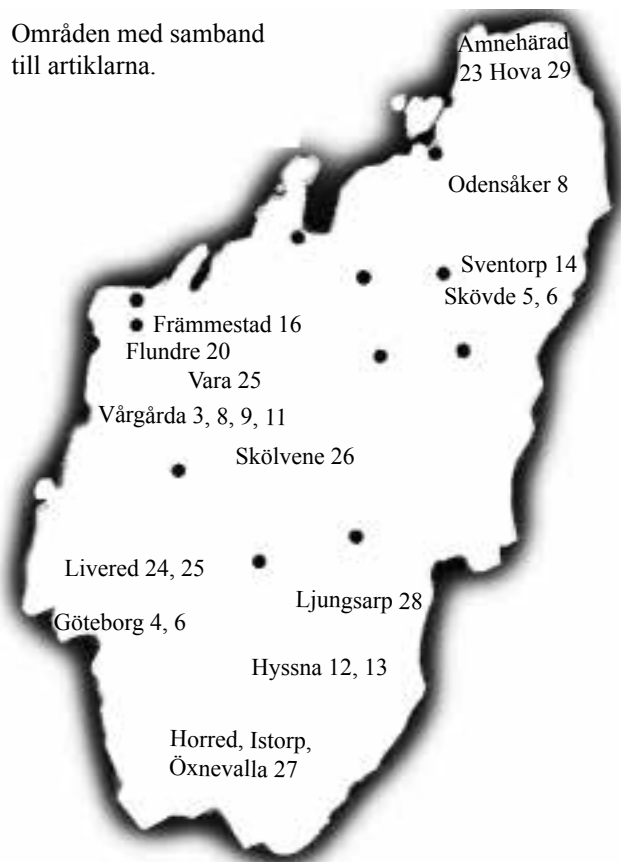 Områden med samband
till artiklarna.
Amnehärad
23 Hova 29
Odensåker 8
Sventorp 14
Skövde 5, 6
Främmestad 16
Flundre 20
Vara 25
Vårgårda 3, 8, 9, 11
Skölvene 26
Livered 24, 25
Ljungsarp 28
Göteborg 4, 6
Hyssna 12, 13
Horred, Istorp,
Öxnevalla 27